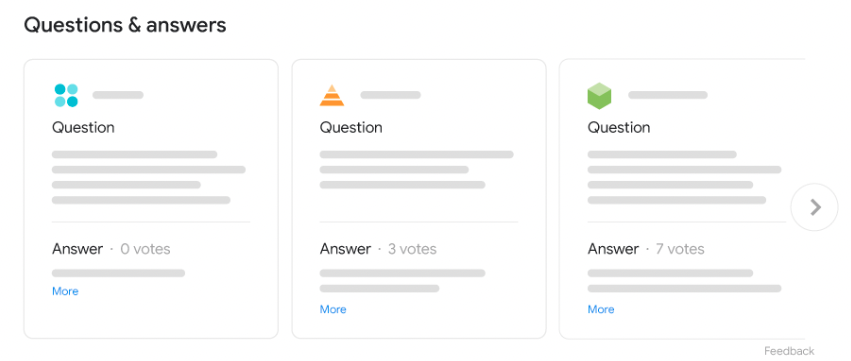 Questions & answers
Question
Answer · 0 votes
More
Question
Answer · 3 votes
More
Question
Answer · 7 votes
More
Feedback